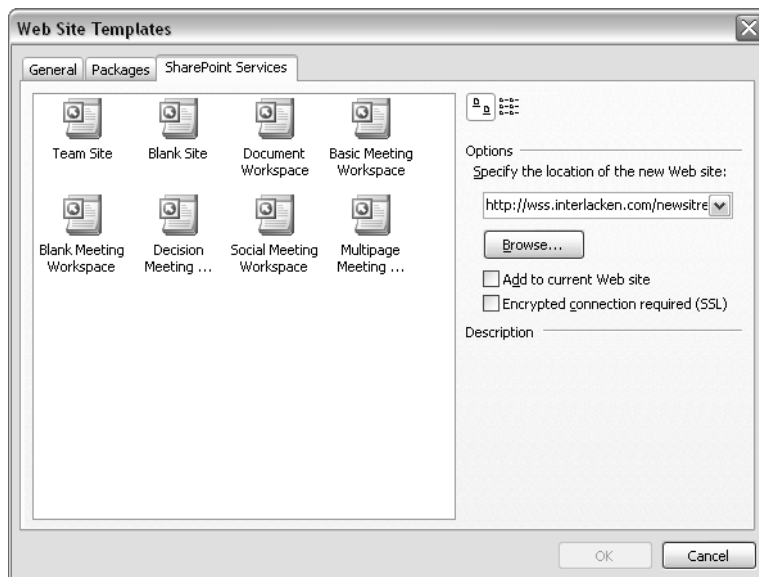 Web Site Templates
General Packages SharePoint Services
Team Site Blank Site Document Workspace Basic Meeting Workspace
Blank Meeting Workspace Decision Meeting ... Social Meeting Workspace Multipage Meeting ...
Options
Specify the location of the new Web site:
http://wss.interlacken.com/newsitre
Browse...
Add to current Web site
Encrypted connection required (SSL)
Description
OK Cancel